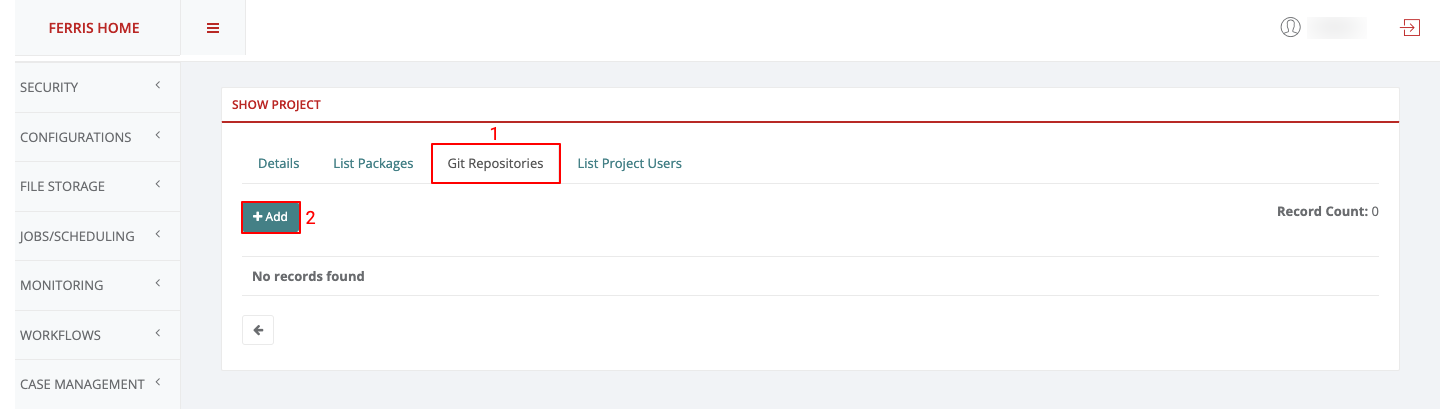 FERRIS HOME
SECURITY
CONFIGURATIONS
FILE STORAGE
JOBS/SCHEDULING
MONITORING
WORKFLOWS
CASE MANAGEMENT
SHOW PROJECT
1
Details List Packages Git Repositories List Project Users
+ Add 2 Record Count: 0
No records found